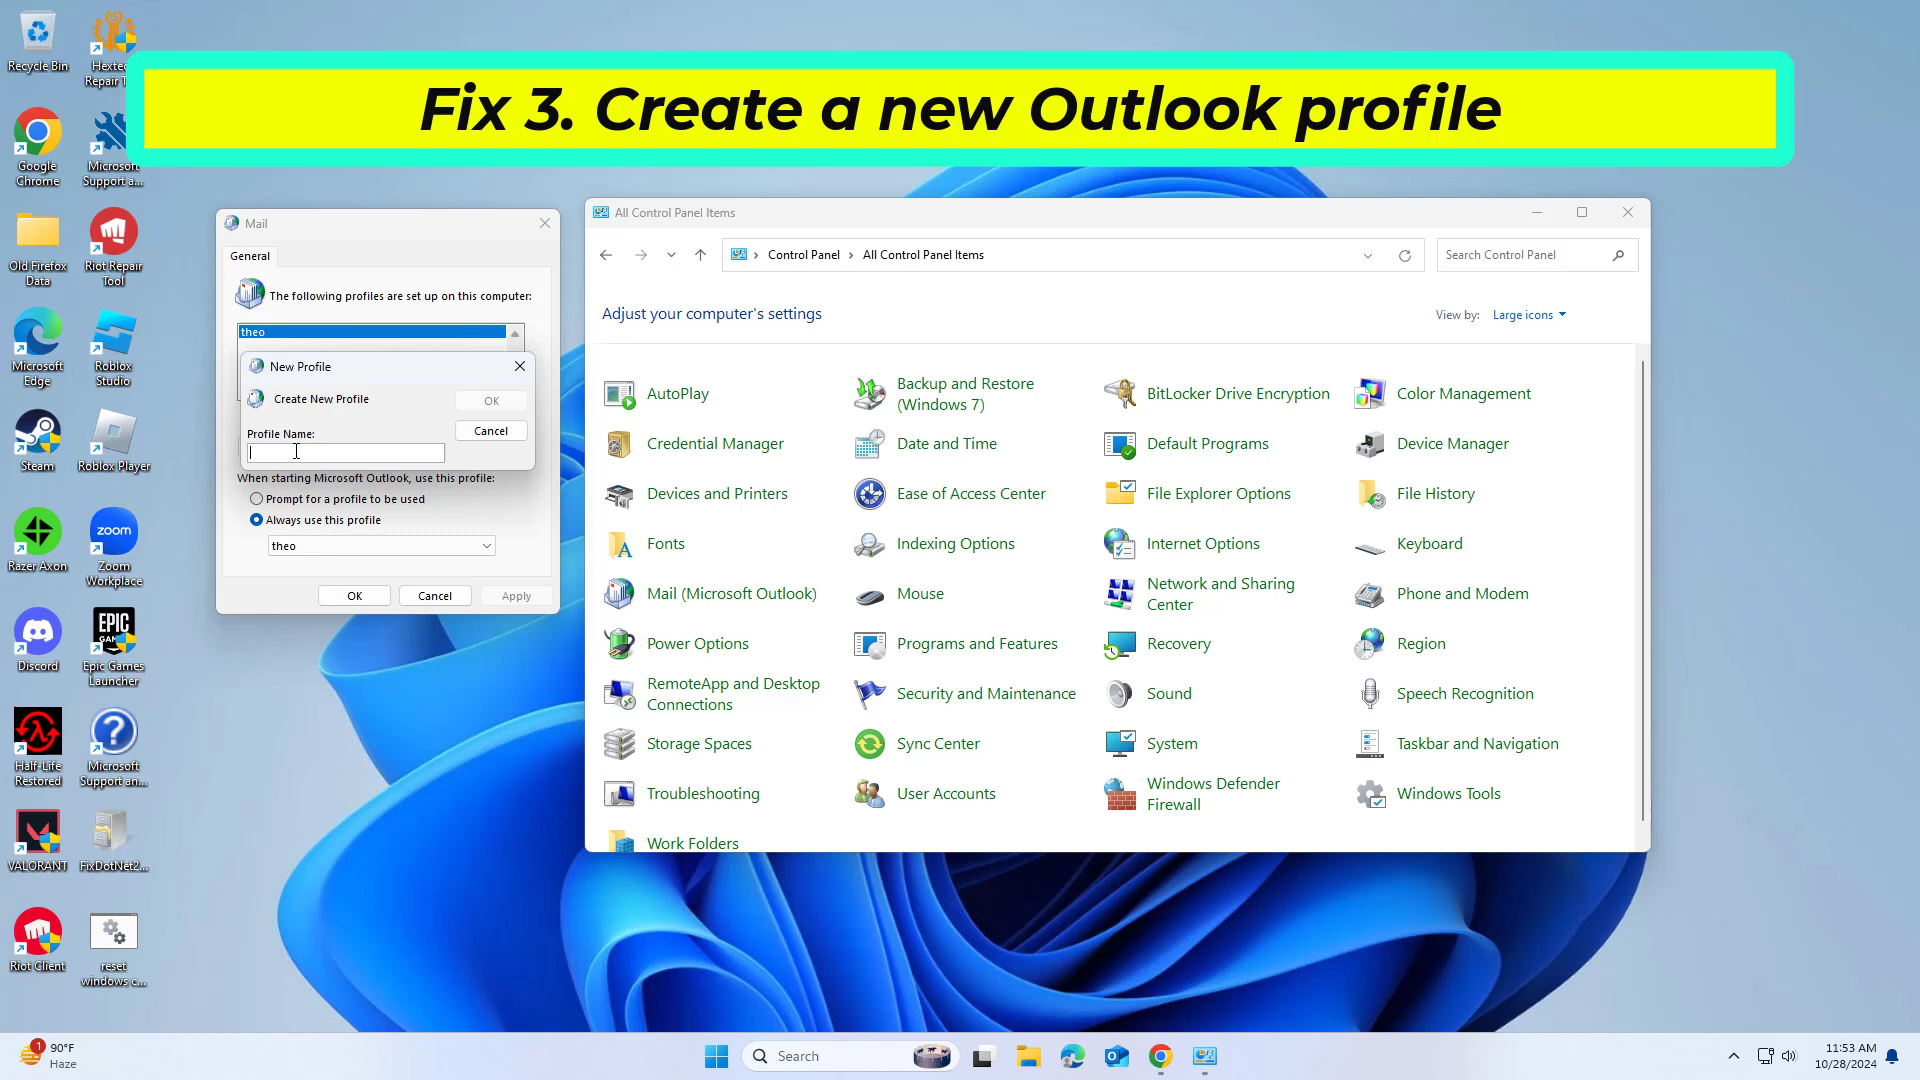 Fix 3. Create a new Outlook profile
Recycle Bin
Hextec
Repair T
Google
Chrome
Microsoft
Support a...
Old Firefox
Data
Riot Repair
Tool
Microsoft
Edge
Roblox
Studio
Steam
Roblox Player
Razer Axon
zoom
Zoom
Workplace
Discord
EPIC
Epic Games
Launcher
Half-Life
Restored
Microsoft
Support an...
VALORANT
FixDotNet2...
Riot Client
reset
windows c...
Mail
General
The following profiles are set up on this computer:
theo
New Profile
Create New Profile
OK
Cancel
Profile Name:
When starting Microsoft Outlook, use this profile:
Prompt for a profile to be used
Always use this profile
theo
OK
Cancel
Apply
All Control Panel Items
Control Panel
All Control Panel Items
Search Control Panel
Adjust your computer's settings
View by:
Large icons
AutoPlay
Backup and Restore
(Windows 7)
BitLocker Drive Encryption
Color Management
Credential Manager
Date and Time
Default Programs
Device Manager
Devices and Printers
Ease of Access Center
File Explorer Options
File History
Fonts
Indexing Options
Internet Options
Keyboard
Mail (Microsoft Outlook)
Mouse
Network and Sharing
Center
Phone and Modem
Power Options
Programs and Features
Recovery
Region
RemoteApp and Desktop
Connections
Security and Maintenance
Sound
Speech Recognition
Storage Spaces
Sync Center
System
Taskbar and Navigation
Troubleshooting
User Accounts
Windows Defender
Firewall
Windows Tools
Work Folders
1
90°F
Haze
Search
11:53 AM
10/28/2024